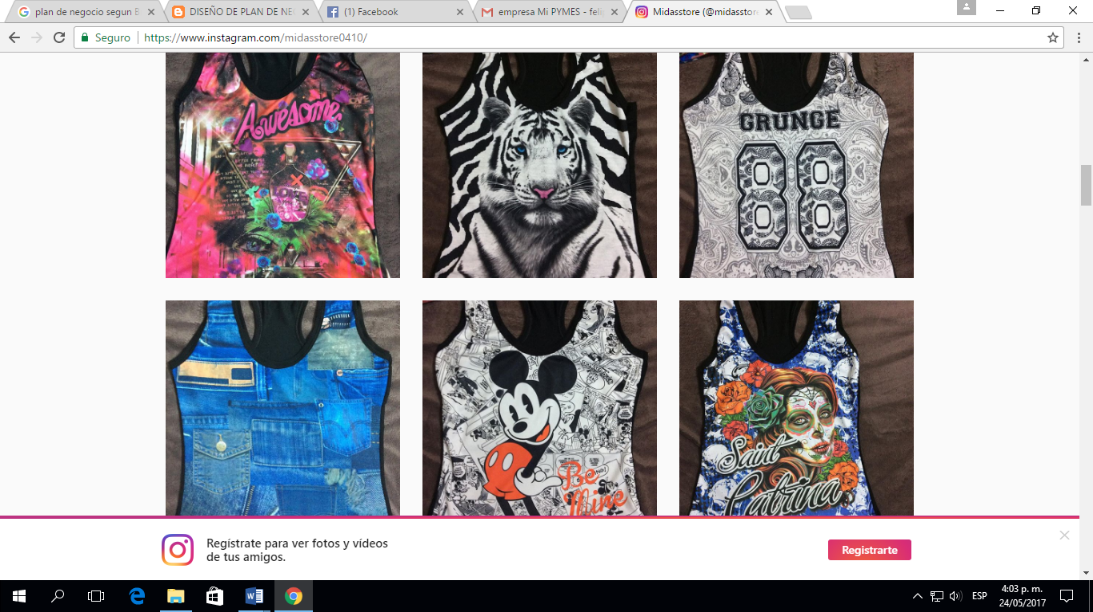 plan de negocio segun E
DISEÑO DE PLAN DE NE
(1) Facebook
empresa Mi PYMES - feli
Midasstore (@midasstor
Seguro
https://www.instagram.com/midasstore0410/
Awesome
GRUNGE
88
Be
Mine
Saint
Catrina
Regístrate para ver fotos y videos
de tus amigos.
Registrarte
ESP
4:03 p. m.
24/05/2017